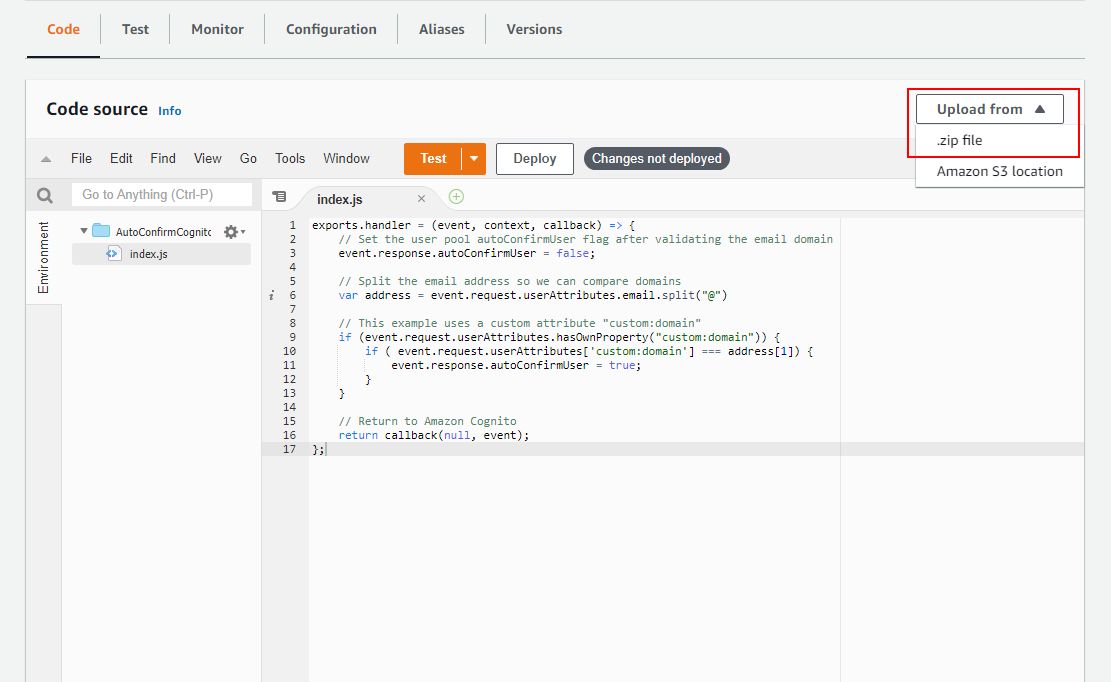 Code Test Monitor Configuration Aliases Versions
Code source Info
Upload from
.zip file
Amazon S3 location
File Edit Find View Go Tools Window Test Deploy Changes not deployed
Go to Anything (Ctrl-P)
index.js
Environment
AutoConfirmCognito
index.js
1 exports.handler = (event, context, callback) => {
2 // Set the user pool autoConfirmUser flag after validating the email domain
3 event.response.autoConfirmUser = false;
4
5 // Split the email address so we can compare domains
i 6 var address = event.request.userAttributes.email.split("@")
7
8 // This example uses a custom attribute "custom:domain"
9 if (event.request.userAttributes.hasOwnProperty("custom:domain")) {
10 if ( event.request.userAttributes['custom:domain'] === address[1]) {
11 event.response.autoConfirmUser = true;
12 }
13 }
14
15 // Return to Amazon Cognito
16 return callback(null, event);
17 };